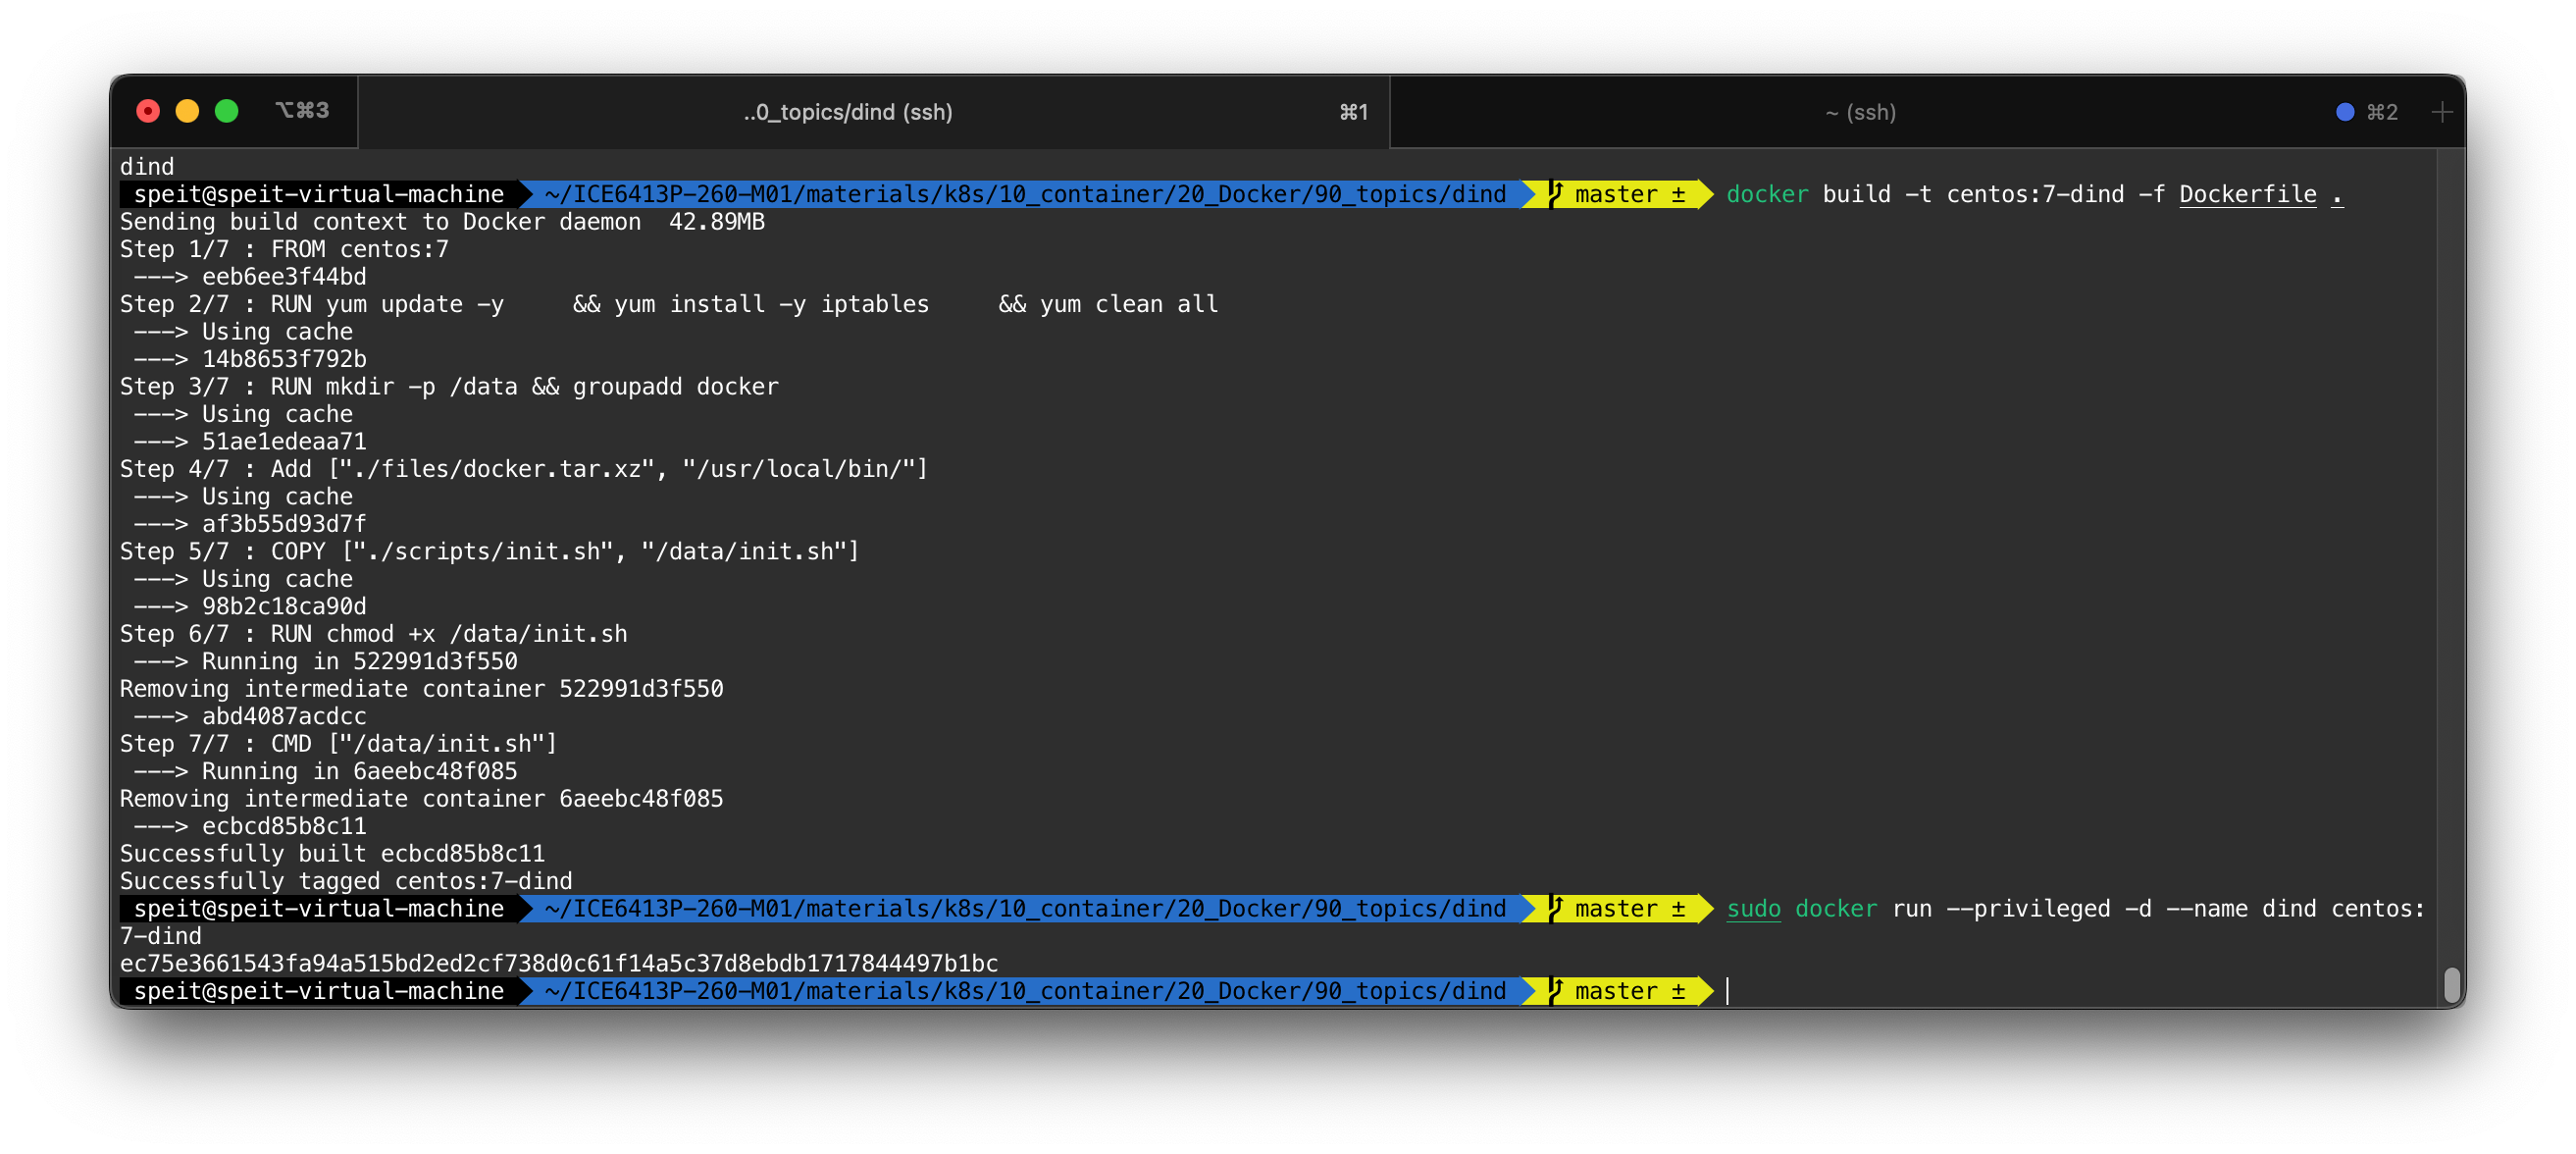 ⌥⌘3 ..0_topics/dind (ssh) ⌘1 ~ (ssh) ⌘2
dind
speit@speit-virtual-machine ~/ICE6413P-260-M01/materials/k8s/10_container/20_Docker/90_topics/dind master ± docker build -t centos:7-dind -f Dockerfile .
Sending build context to Docker daemon  42.89MB
Step 1/7 : FROM centos:7
 ---> eeb6ee3f44bd
Step 2/7 : RUN yum update -y     && yum install -y iptables     && yum clean all
 ---> Using cache
 ---> 14b8653f792b
Step 3/7 : RUN mkdir -p /data && groupadd docker
 ---> Using cache
 ---> 51ae1edeaa71
Step 4/7 : Add ["./files/docker.tar.xz", "/usr/local/bin/"]
 ---> Using cache
 ---> af3b55d93d7f
Step 5/7 : COPY ["./scripts/init.sh", "/data/init.sh"]
 ---> Using cache
 ---> 98b2c18ca90d
Step 6/7 : RUN chmod +x /data/init.sh
 ---> Running in 522991d3f550
Removing intermediate container 522991d3f550
 ---> abd4087acdcc
Step 7/7 : CMD ["/data/init.sh"]
 ---> Running in 6aeebc48f085
Removing intermediate container 6aeebc48f085
 ---> ecbcd85b8c11
Successfully built ecbcd85b8c11
Successfully tagged centos:7-dind
speit@speit-virtual-machine ~/ICE6413P-260-M01/materials/k8s/10_container/20_Docker/90_topics/dind master ± sudo docker run --privileged -d --name dind centos:
7-dind
ec75e3661543fa94a515bd2ed2cf738d0c61f14a5c37d8ebdb1717844497b1bc
speit@speit-virtual-machine ~/ICE6413P-260-M01/materials/k8s/10_container/20_Docker/90_topics/dind master ±